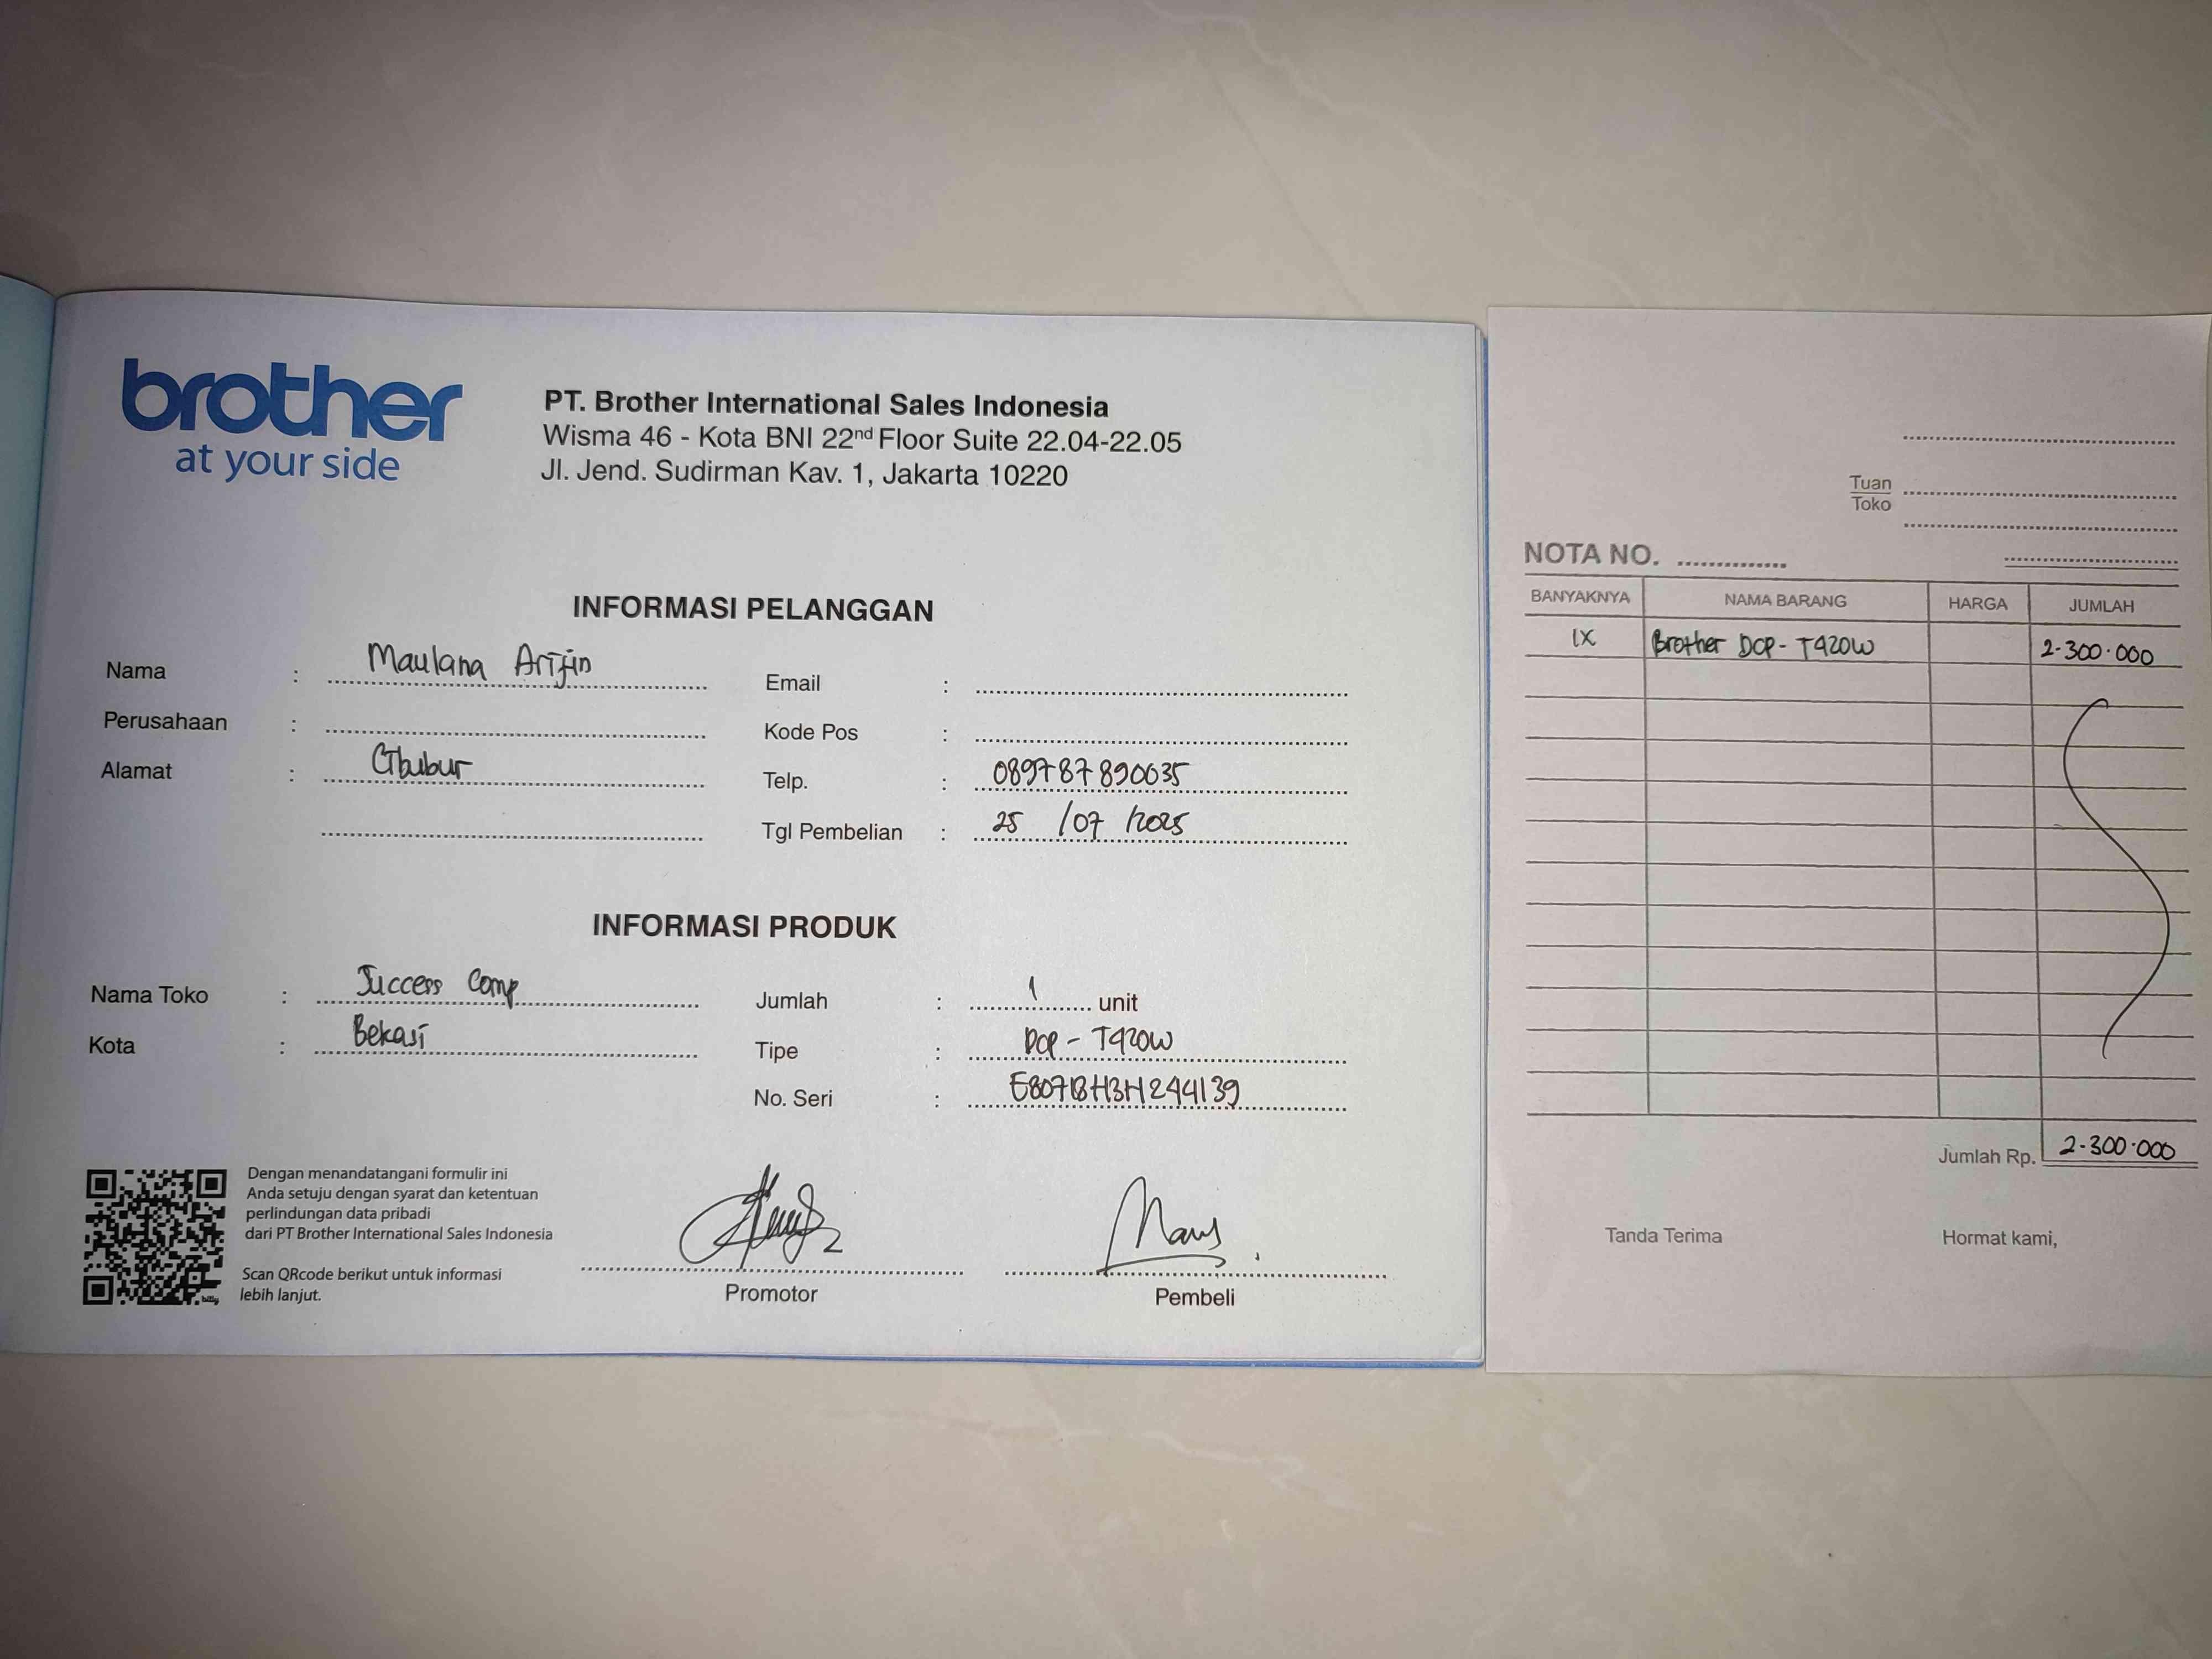 brother
at your side
PT. Brother International Sales Indonesia
Wisma 46 - Kota BNI 22nd Floor Suite 22.04-22.05
Jl. Jend. Sudirman Kav. 1, Jakarta 10220
INFORMASI PELANGGAN
Nama : Maulana Arifin
Perusahaan :
Alamat : Cibubur
Email :
Kode Pos :
Telp. : 089787890035
Tgl Pembelian : 25 /07 /2025
INFORMASI PRODUK
Nama Toko : Success Comp
Kota : Bekasi
Jumlah : 1 unit
Tipe : DCP - T420W
No. Seri : E8071BH3H244139
Dengan menandatangani formulir ini
Anda setuju dengan syarat dan ketentuan
perlindungan data pribadi
dari PT Brother International Sales Indonesia
Scan QRcode berikut untuk informasi
lebih lanjut.
Promotor
Pembeli
Tuan
Toko
NOTA NO.
BANYAKNYA NAMA BARANG HARGA JUMLAH
1X Brother DCP - T420W 2.300.000
Jumlah Rp. 2.300.000
Tanda Terima Hormat kami,